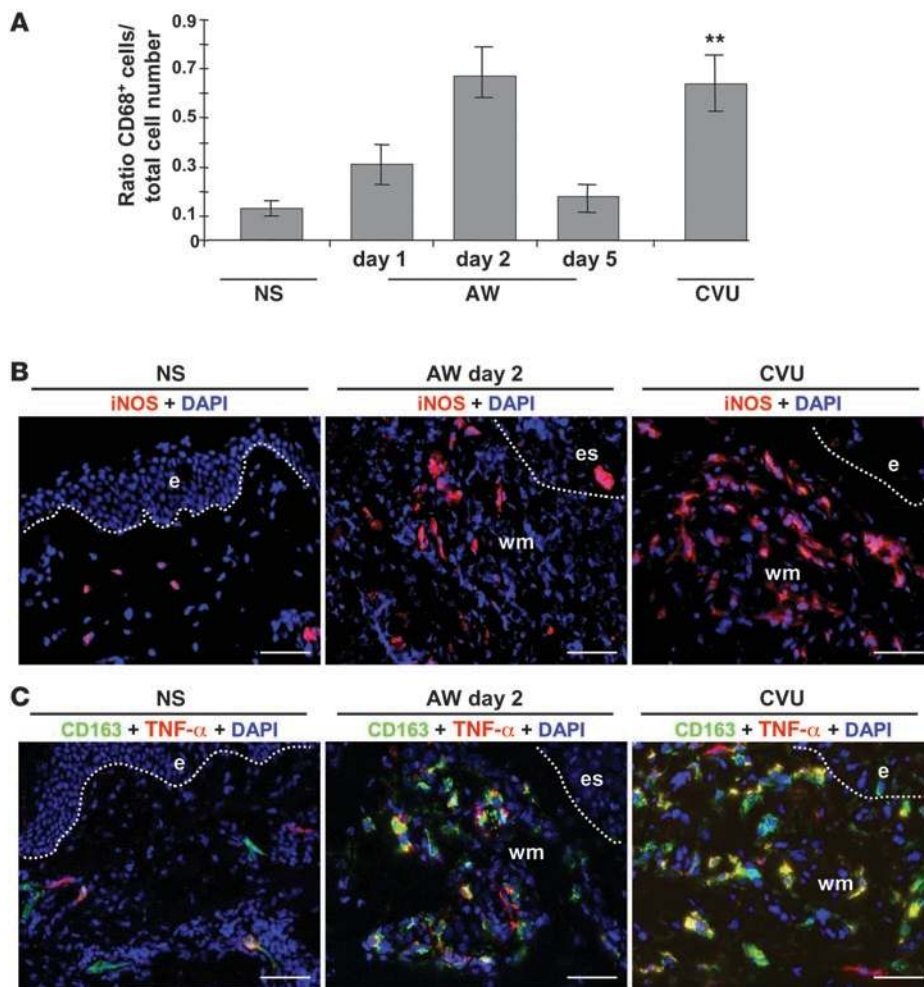 A
Ratio CD68+ cells/
total cell number
0.9
0.7
0.5
0.3
0.1
0
**
day 1
day 2
day 5
NS
AW
CVU
B
NS
AW day 2
CVU
iNOS + DAPI
iNOS + DAPI
iNOS + DAPI
e
es
wm
e
wm
C
NS
AW day 2
CVU
CD163 + TNF-α + DAPI
CD163 + TNF-α + DAPI
CD163 + TNF-α + DAPI
e
es
wm
e
wm